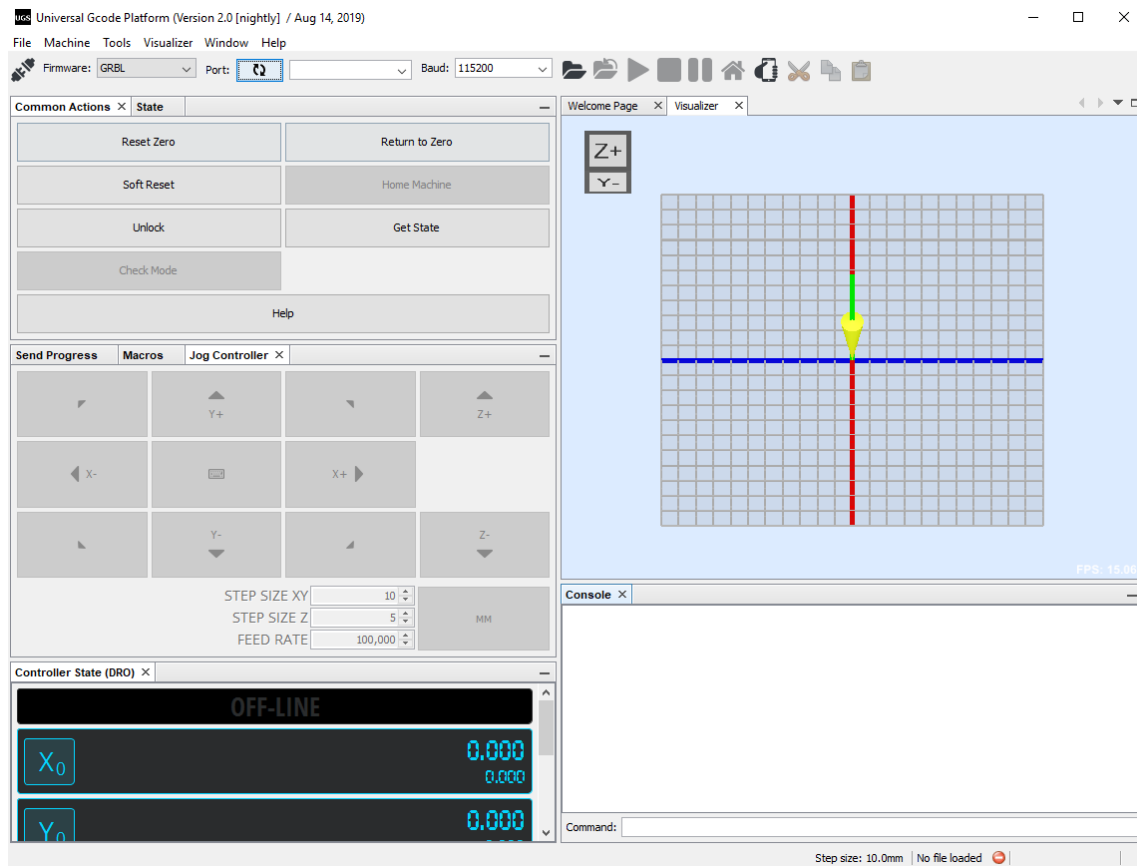 UGS Universal Gcode Platform (Version 2.0 [nightly] / Aug 14, 2019)
File Machine Tools Visualizer Window Help
Firmware: GRBL Port: Baud: 115200
Common Actions State
Welcome Page Visualizer
Reset Zero Return to Zero
Soft Reset Home Machine
Unlock Get State
Check Mode
Help
Z+
Y-
FPS: 15.06
Send Progress Macros Jog Controller
Y+ Z+
X- X+
Y- Z-
STEP SIZE XY 10
STEP SIZE Z 5
MM
FEED RATE 100,000
Console
Controller State (DRO)
OFF-LINE
X0 0.000
0.000
Y0 0.000
Command:
Step size: 10.0mm No file loaded